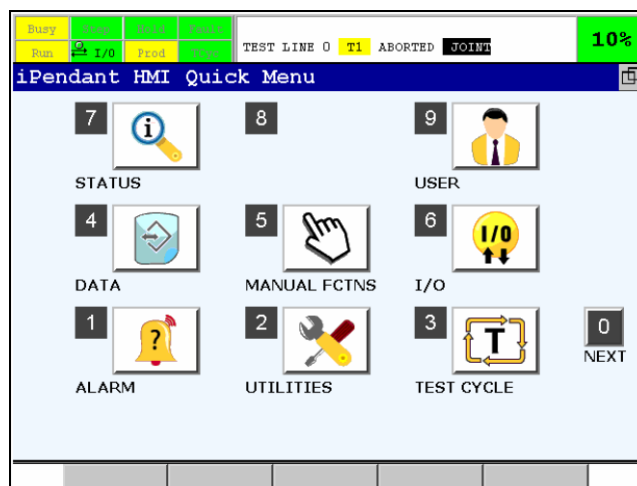 Busy Step Hold Fault
Run I/O Prod TCyc
TEST LINE 0 T1 ABORTED JOINT
10%
iPendant HMI Quick Menu
7 8 9
STATUS USER
4 5 6 I/O
DATA MANUAL FCTNS I/O
1 ? 2 3 T 0
ALARM UTILITIES TEST CYCLE NEXT